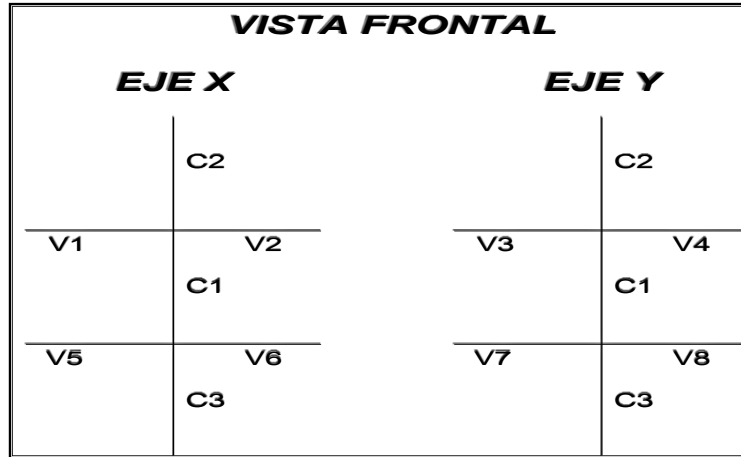 VISTA FRONTAL
EJE X EJE Y
C2 C2
V1 V2 V3 V4
C1 C1
V5 V6 V7 V8
C3 C3